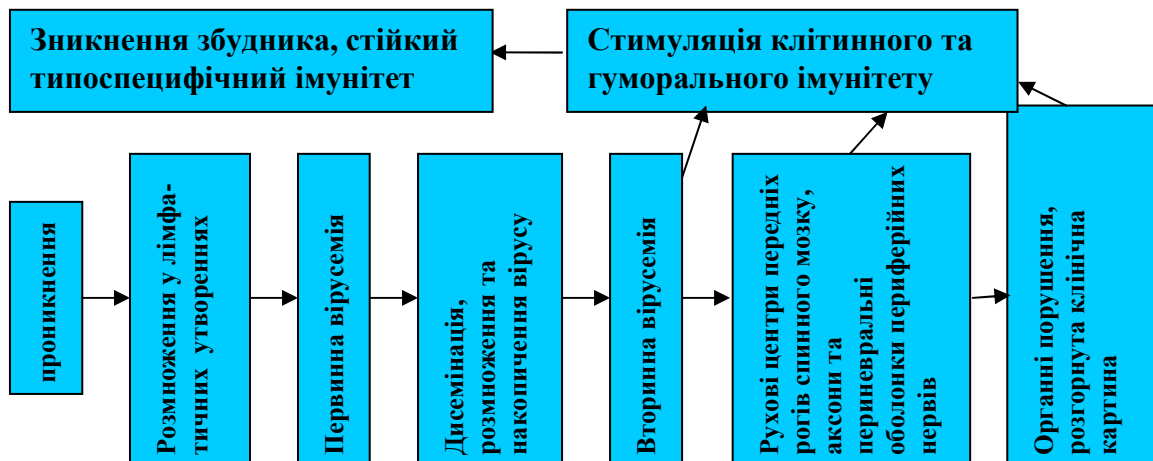 Зникнення збудника, стійкий
типоспецифічний імунітет
Стимуляція клітинного та
гуморального імунітету
проникнення
Розмноження у лімфа-
тичних утвореннях
Первинна вірусемія
Дисемінація,
розмноження та
накопичення вірусу
Вторинна вірусемія
Рухові центри передніх
рогів спинного мозку,
аксони та
периневральні
оболонки периферійних
нервів
Органні порушення,
розгорнута клінічна
картина